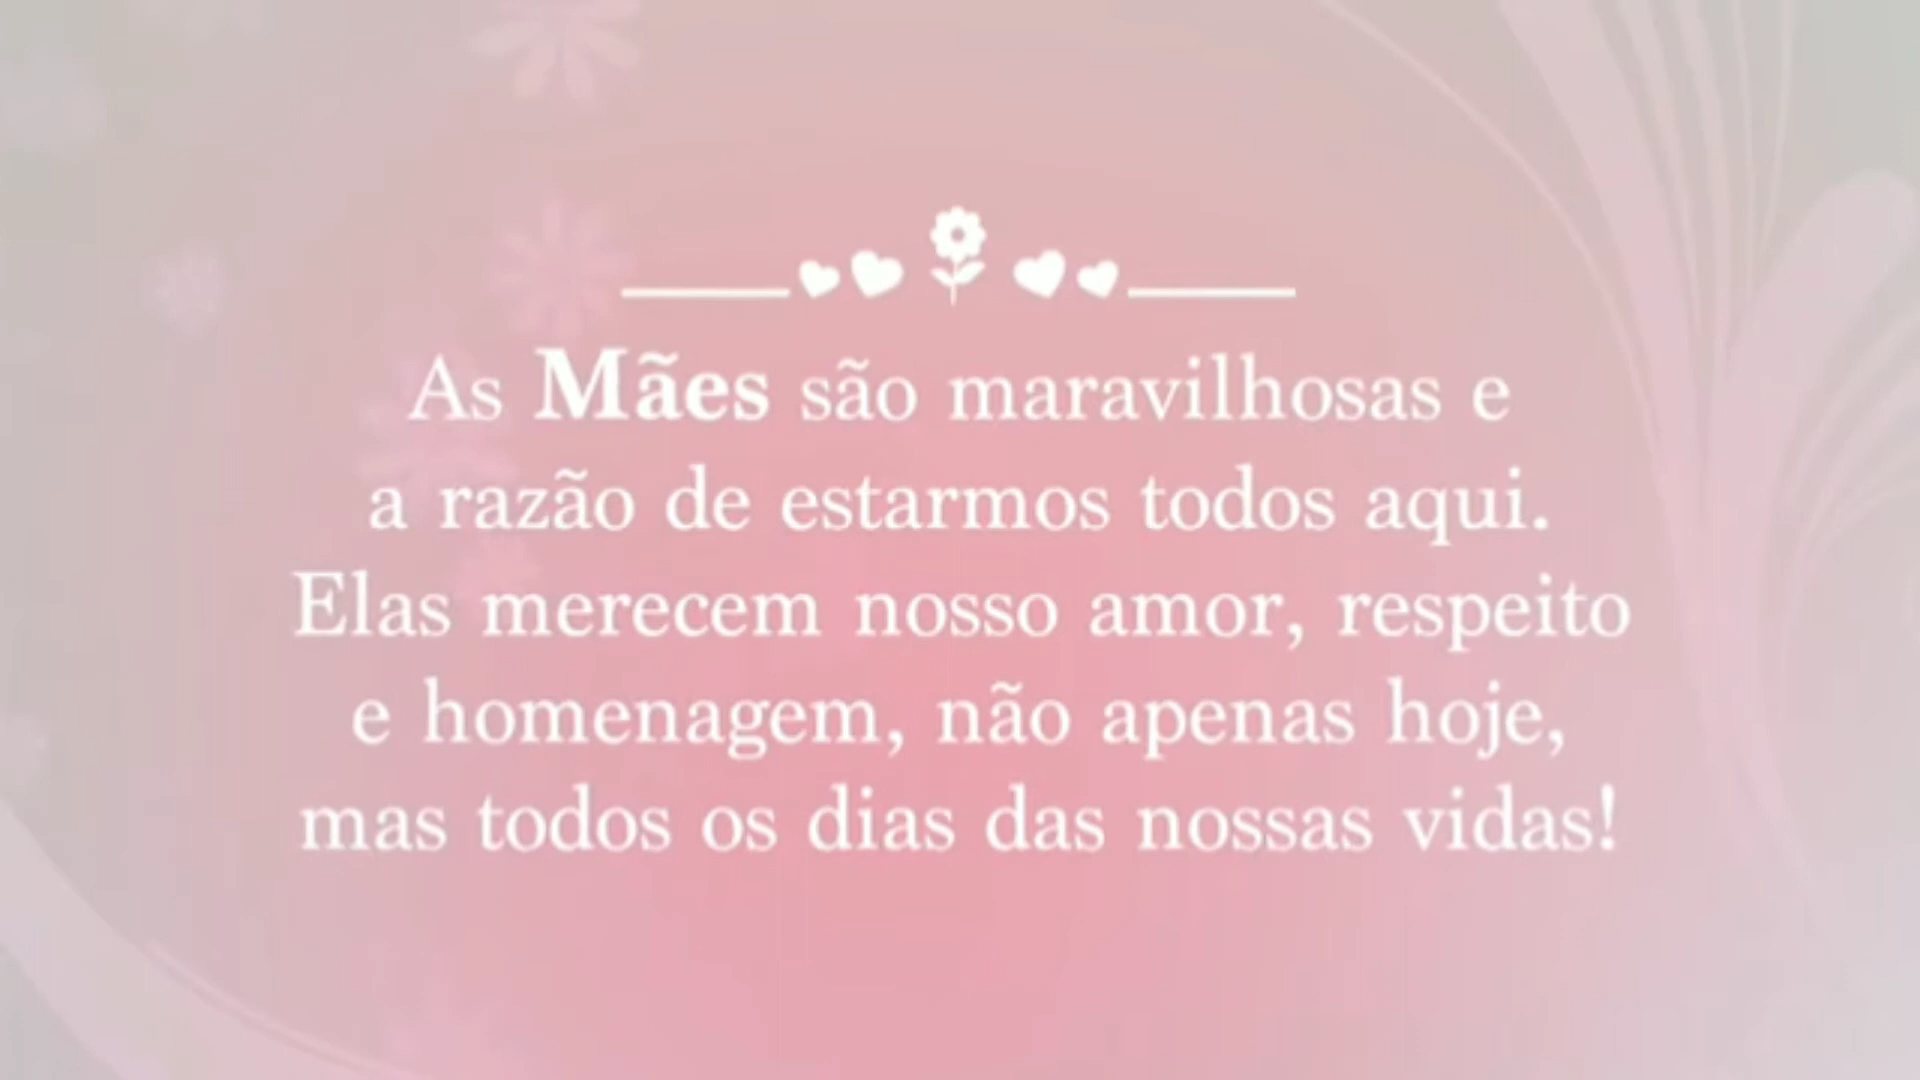 As Mães são maravilhosas e
a razão de estarmos todos aqui.
Elas merecem nosso amor, respeito
e homenagem, não apenas hoje,
mas todos os dias das nossas vidas!